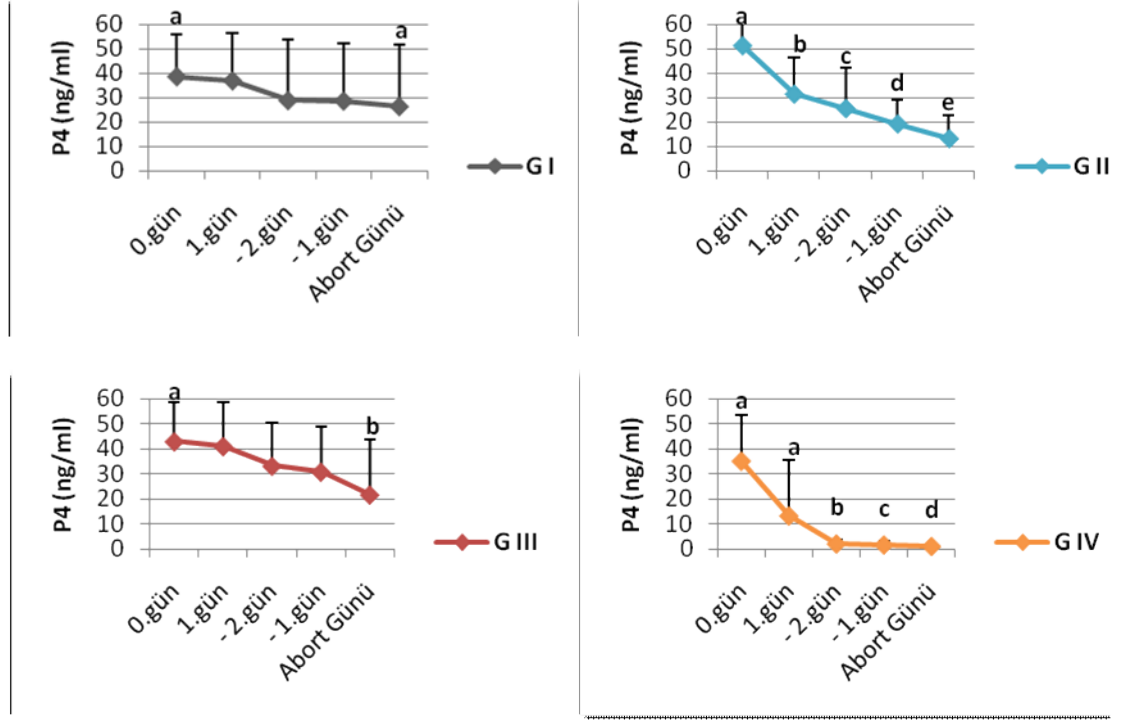 P4 (ng/ml)
60
50
40
30
20
10
0
a
a
0.gün
1.gün
- 2.gün
- 1.gün
Abort Günü
G I
P4 (ng/ml)
60
50
40
30
20
10
0
a
b
c
d
e
0.gün
1.gün
- 2.gün
- 1.gün
Abort Günü
G II
P4 (ng/ml)
60
50
40
30
20
10
0
a
b
0.gün
1.gün
- 2.gün
- 1.gün
Abort Günü
G III
P4 (ng/ml)
60
50
40
30
20
10
0
a
a
b
c
d
0.gün
1.gün
- 2.gün
- 1.gün
Abort Günü
G IV